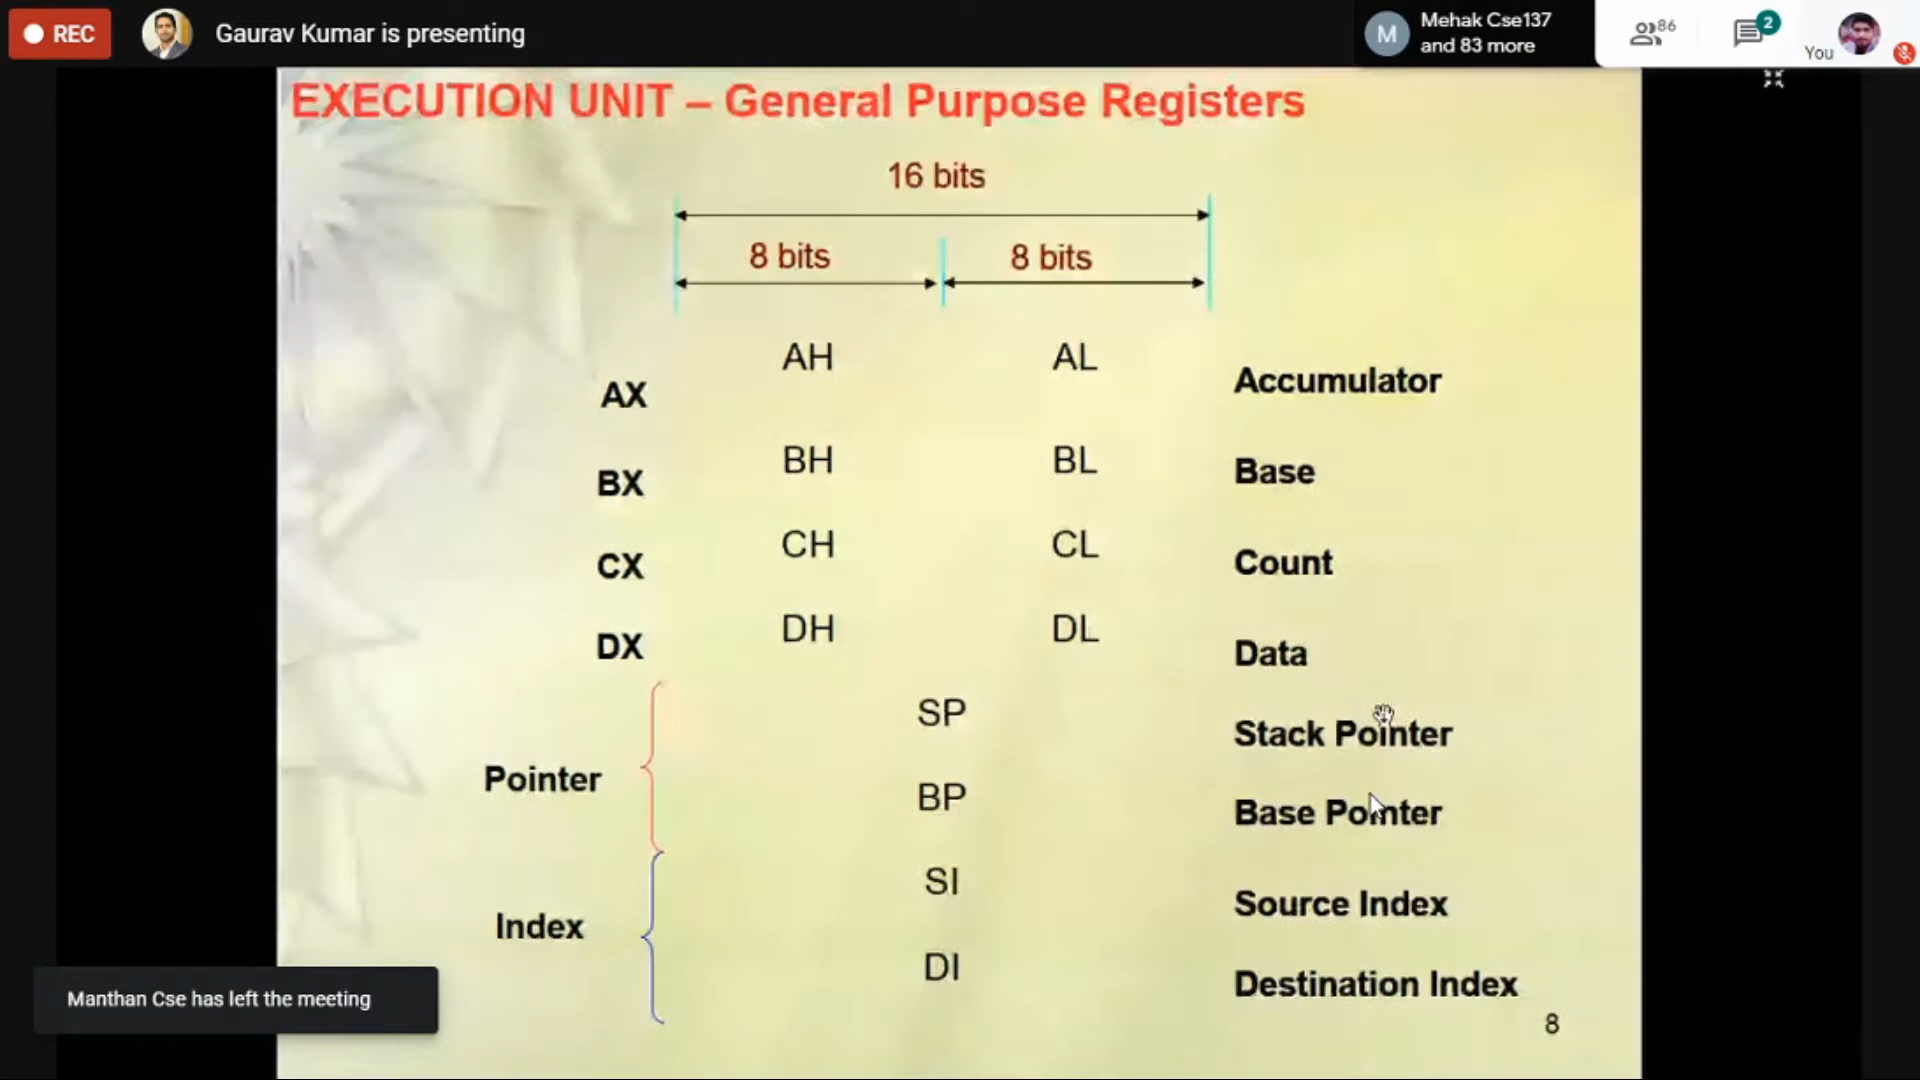 REC
Gaurav Kumar is presenting
M
Mehak Cse137
and 83 more
86
2
You
EXECUTION UNIT – General Purpose Registers
16 bits
8 bits 8 bits
AH AL
AX Accumulator
BH BL
BX Base
CH CL
CX Count
DH DL
DX Data
SP
Stack Pointer
Pointer
BP
Base Pointer
SI
Source Index
Index
DI
Destination Index
Manthan Cse has left the meeting
8